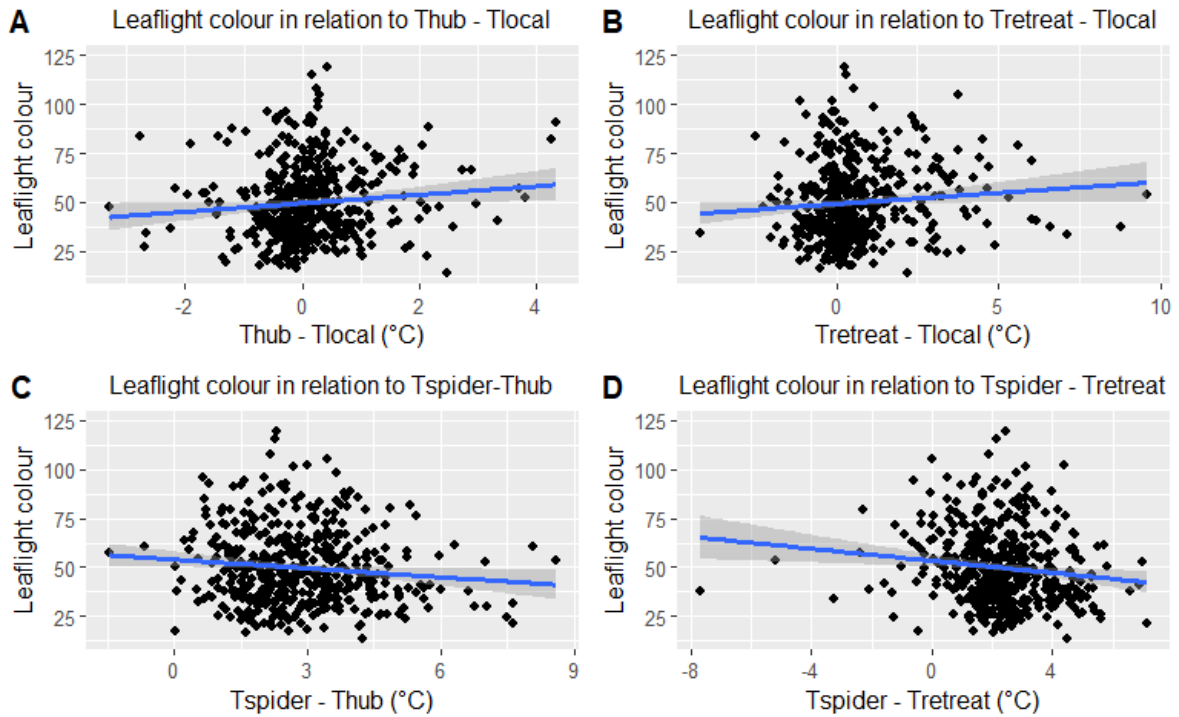 A
Leaflight colour in relation to Thub - Tlocal
Leaflight colour
125
100
75
50
25
-2
0
2
4
Thub - Tlocal (°C)
B
Leaflight colour in relation to Tretreat - Tlocal
Leaflight colour
125
100
75
50
25
0
5
10
Tretreat - Tlocal (°C)
C
Leaflight colour in relation to Tspider-Thub
Leaflight colour
125
100
75
50
25
0
3
6
9
Tspider - Thub (°C)
D
Leaflight colour in relation to Tspider - Tretreat
Leaflight colour
125
100
75
50
25
-8
-4
0
4
Tspider - Tretreat (°C)